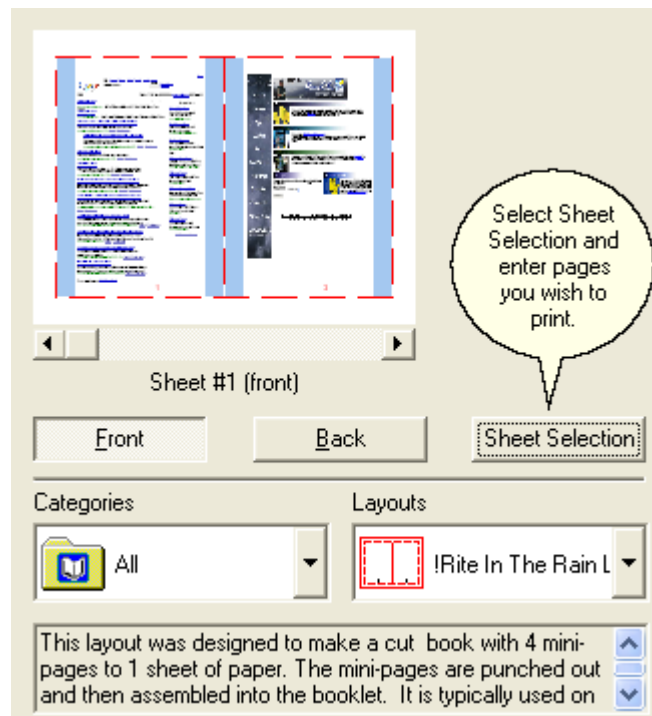 Select Sheet
Selection and
enter pages
you wish to
print.
Sheet #1 (front)
Front
Back
Sheet Selection
Categories
Layouts
All
!Rite In The Rain L
This layout was designed to make a cut book with 4 mini-
pages to 1 sheet of paper. The mini-pages are punched out
and then assembled into the booklet. It is typically used on